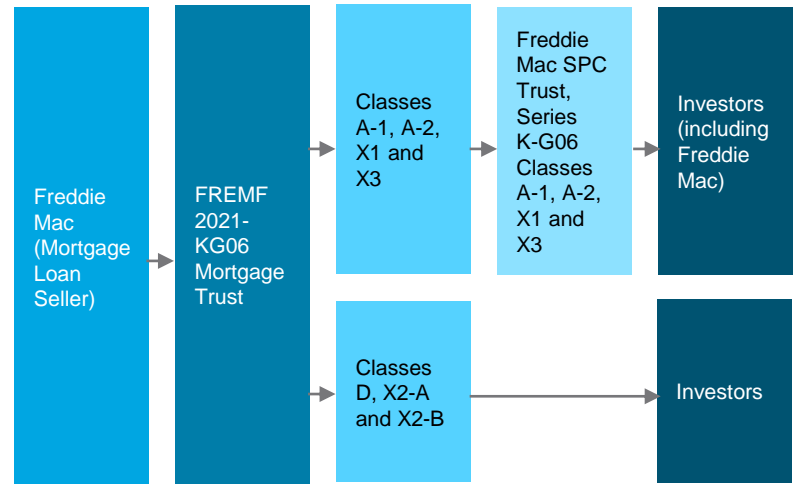 Freddie
Mac
(Mortgage
Loan
Seller)
FREMF
2021-
KG06
Mortgage
Trust
Classes
A-1, A-2,
X1 and
X3
Freddie
Mac SPC
Trust,
Series
K-G06
Classes
A-1, A-2,
X1 and
X3
Investors
(including
Freddie
Mac)
Classes
D, X2-A
and X2-B
Investors